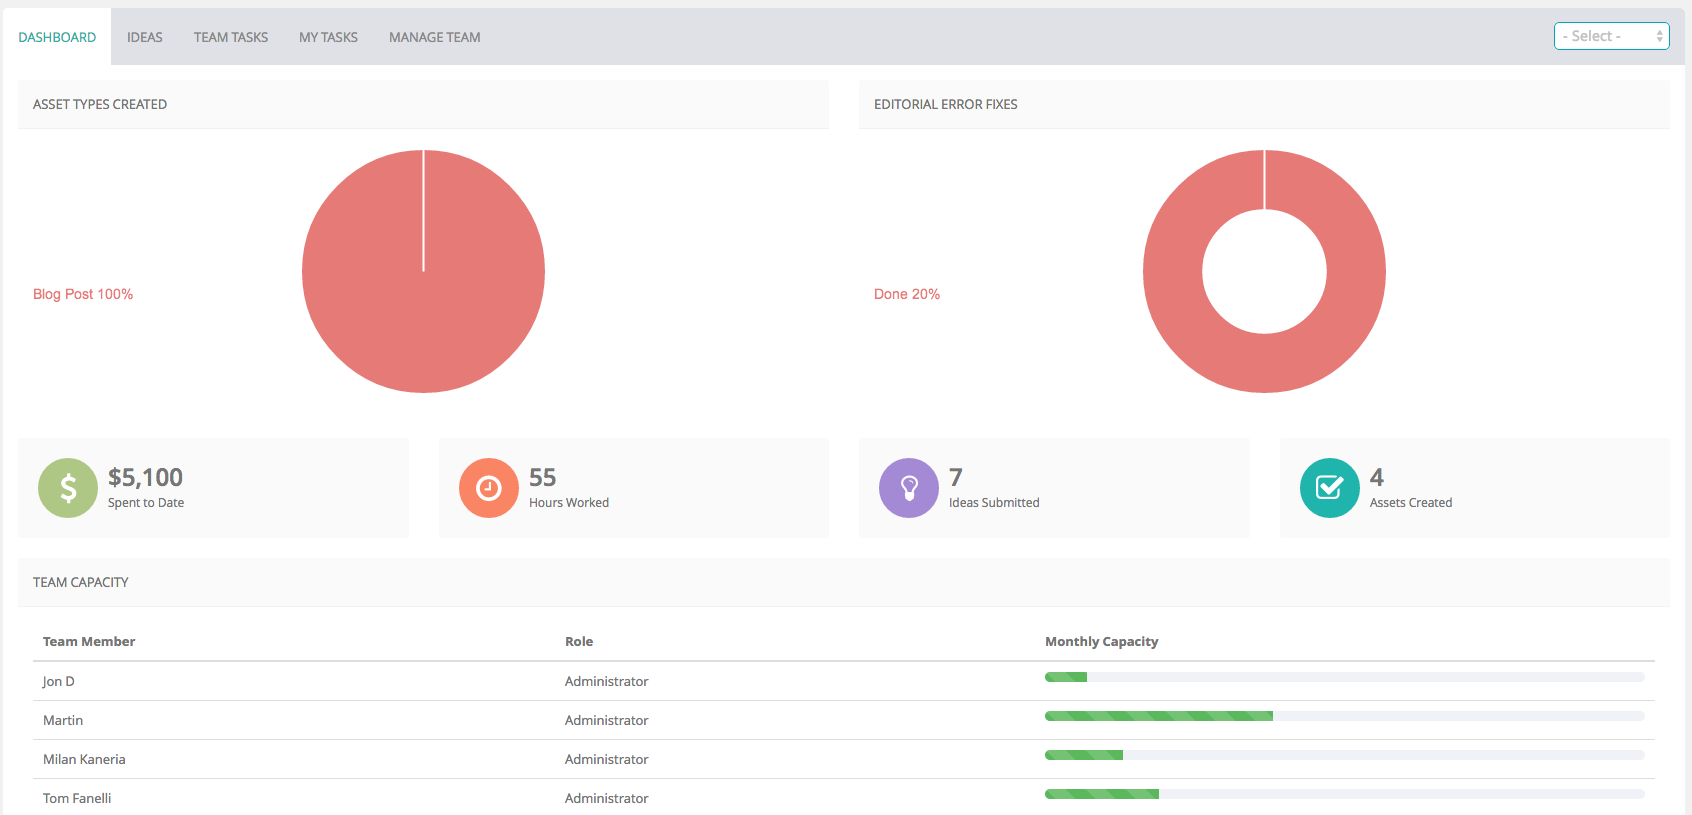 DASHBOARD IDEAS TEAM TASKS MY TASKS MANAGE TEAM - Select -
ASSET TYPES CREATED
Blog Post 100%
EDITORIAL ERROR FIXES
Done 20%
$5,100
Spent to Date
55
Hours Worked
7
Ideas Submitted
4
Assets Created
TEAM CAPACITY
Team Member Role Monthly Capacity
Jon D Administrator
Martin Administrator
Milan Kaneria Administrator
Tom Fanelli Administrator